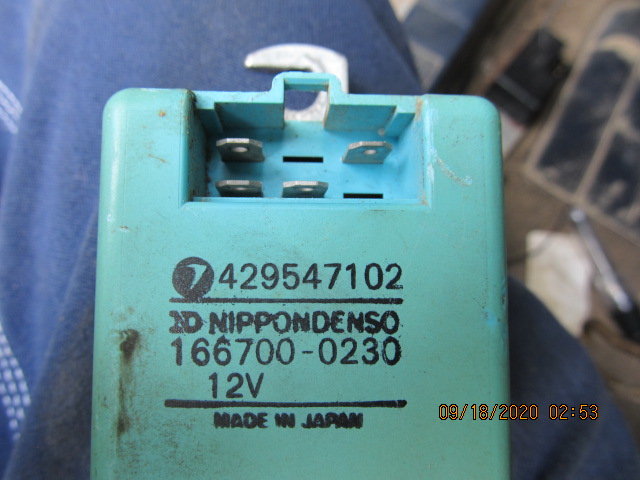 429547102
ND NIPPONDENSO
166700-0230
12V
MADE IN JAPAN
09/18/2020 02:53